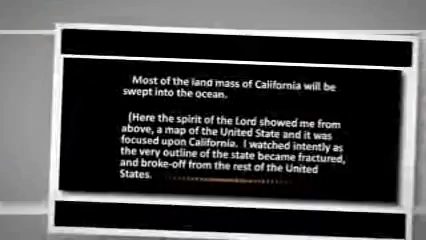 Most of the land mass of California will be
swept into the ocean.
(Here the spirit of the Lord showed me from
above, a map of the United State and it was
focused upon California. I watched intently as
the very outline of the state became fractured,
and broke-off from the rest of the United
States.